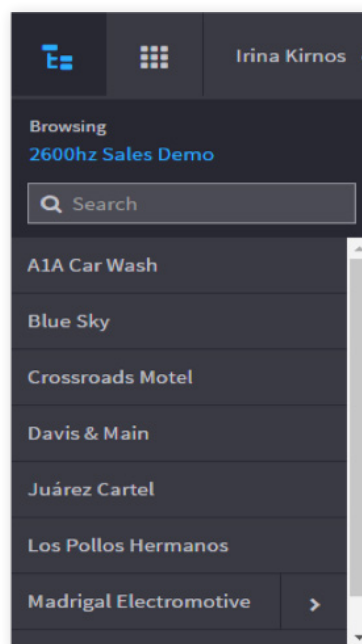 Irina Kirnos
Browsing
2600hz Sales Demo
Search
A1A Car Wash
Blue Sky
Crossroads Motel
Davis & Main
Juárez Cartel
Los Pollos Hermanos
Madrigal Electromotive